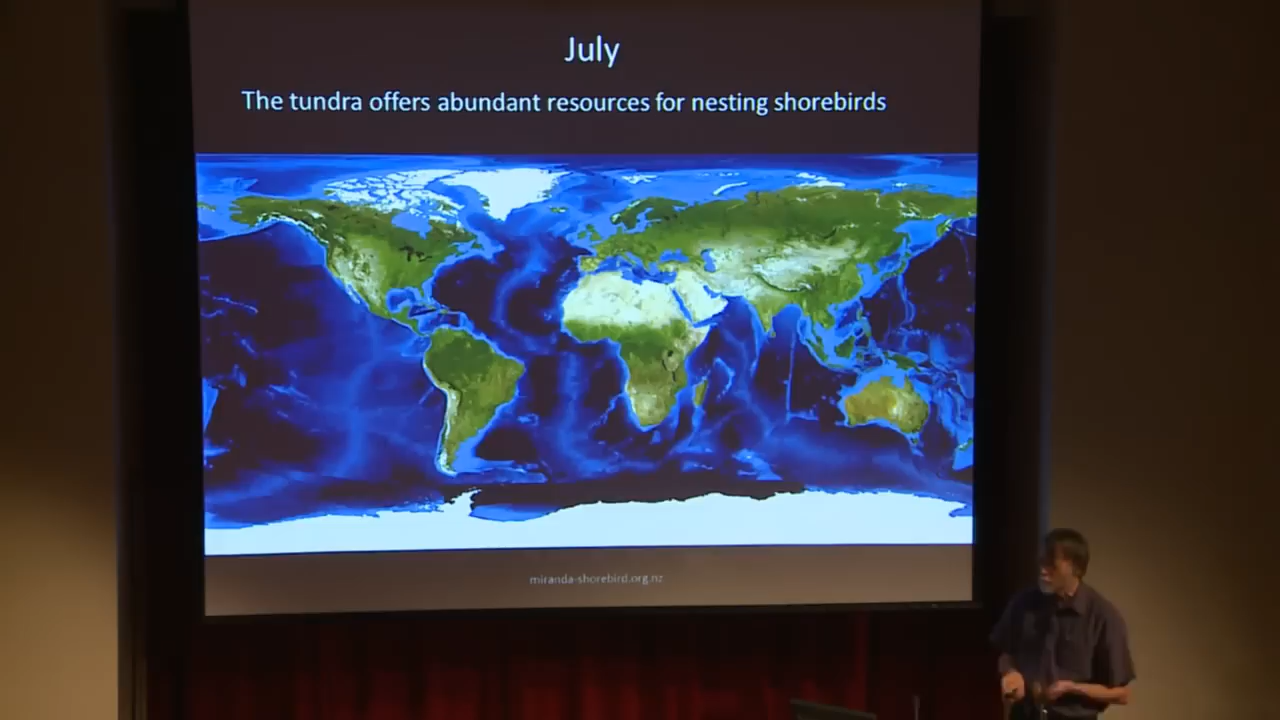 July
The tundra offers abundant resources for nesting shorebirds
miranda-shorebird.org.nz